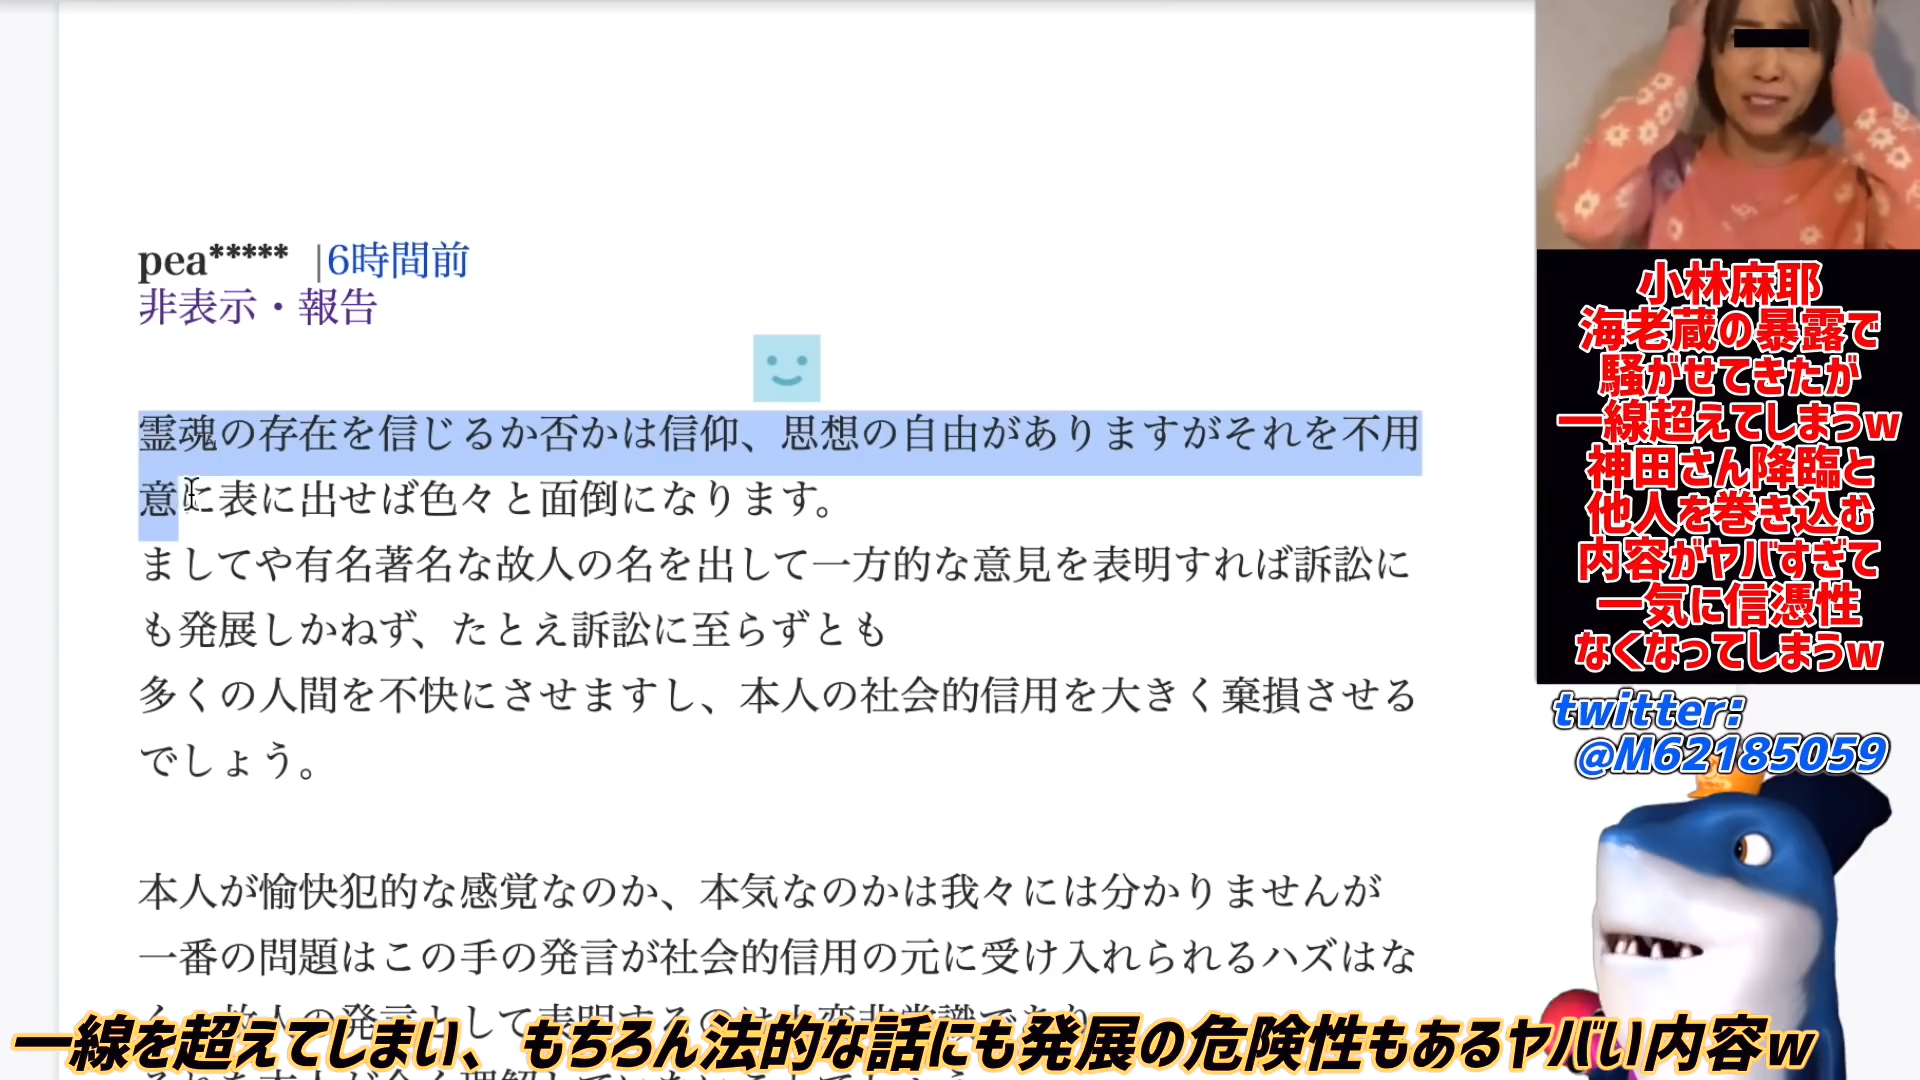 pea***** |6時間前
非表示・報告
霊魂の存在を信じるか否かは信仰、思想の自由がありますがそれを不用
意に表に出せば色々と面倒になります。
ましてや有名著名な故人の名を出して一方的な意見を表明すれば訴訟に
も発展しかねず、たとえ訴訟に至らずとも
多くの人間を不快にさせますし、本人の社会的信用を大きく棄損させる
でしょう。
本人が愉快犯的な感覚なのか、本気なのかは我々には分かりませんが
一番の問題はこの手の発言が社会的信用の元に受け入れられるハズはな
一線を超えてしまい、もちろん法的な話にも発展の危険性もあるヤバい内容w
小林麻耶
海老蔵の暴露で
騒がせてきたが
一線超えてしまうw
神田さん降臨と
他人を巻き込む
内容がヤバすぎて
一気に信憑性
なくなってしまうw
twitter:
@M62185059